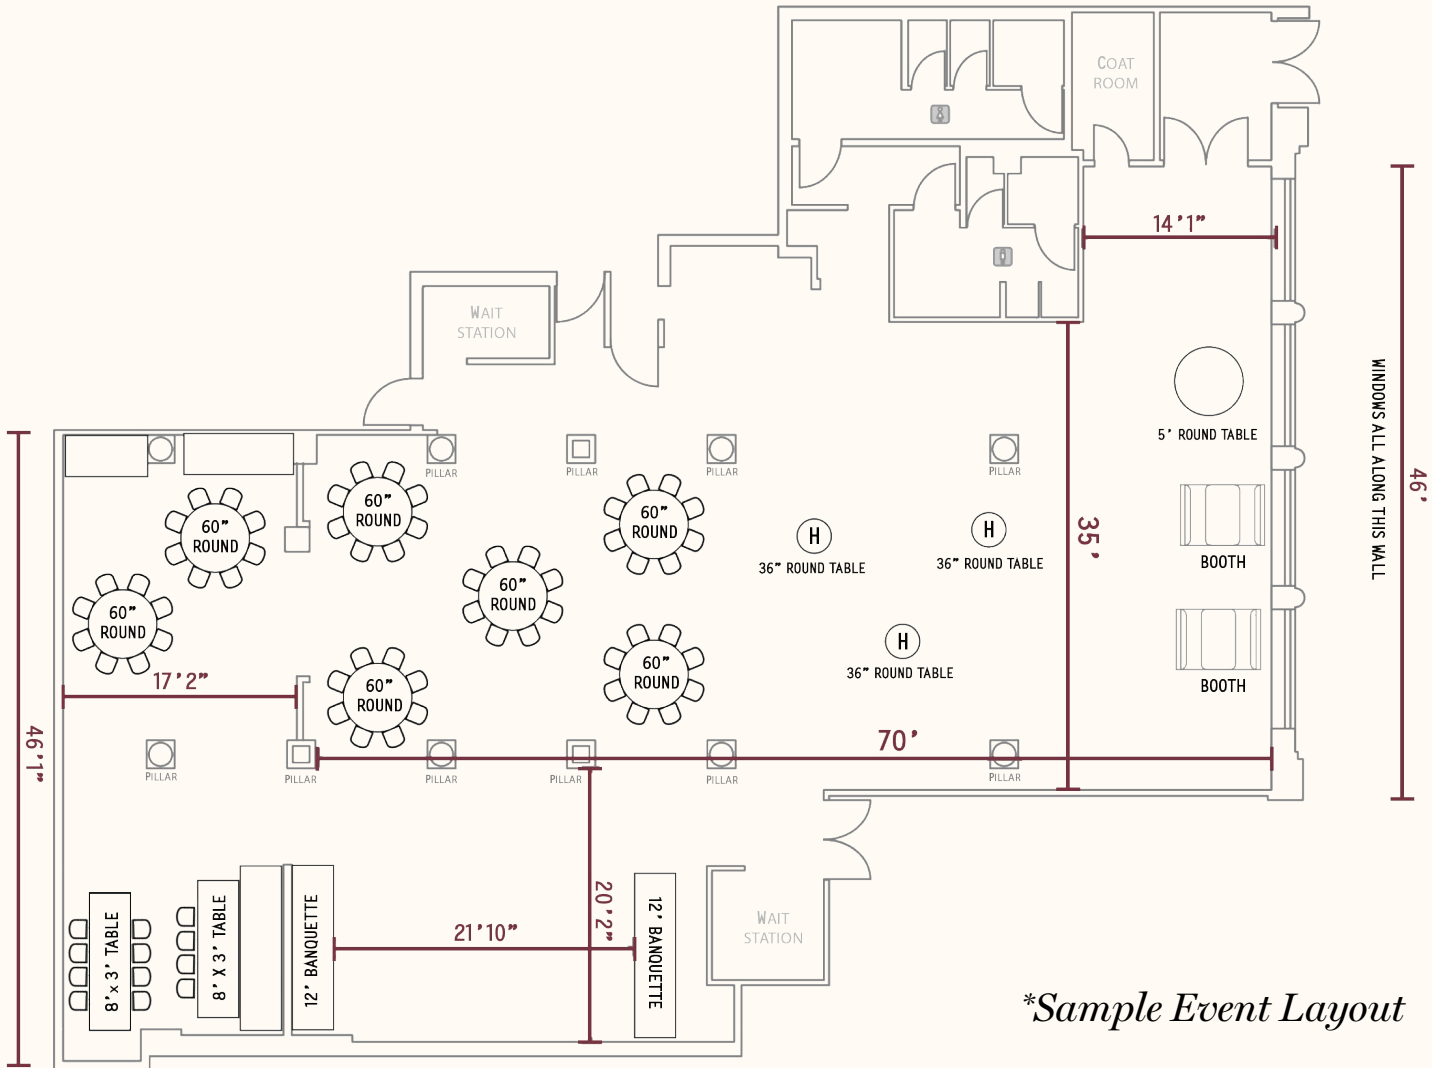 COAT
ROOM
14'1"
WAIT
STATION
WINDOWS ALL ALONG THIS WALL
46'
5' ROUND TABLE
PILLAR
PILLAR
PILLAR
PILLAR
60"
ROUND
60"
ROUND
60"
ROUND
60"
ROUND
60"
ROUND
H
36" ROUND TABLE
H
36" ROUND TABLE
35'
BOOTH
H
36" ROUND TABLE
BOOTH
17'2"
60"
ROUND
60"
ROUND
46'1"
70'
PILLAR
PILLAR
PILLAR
PILLAR
PILLAR
PILLAR
8'x 3' TABLE
8' X 3' TABLE
12' BANQUETTE
21'10"
20'2"
12' BANQUETTE
WAIT
STATION
*Sample Event Layout